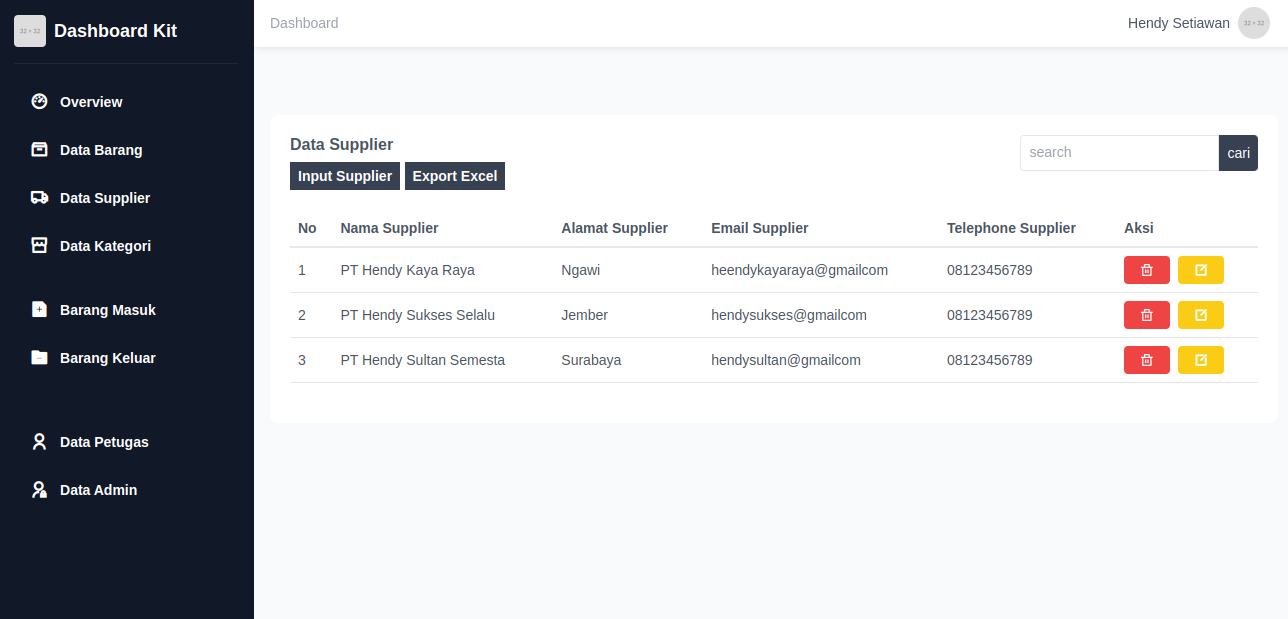 32 × 32 Dashboard Kit
Overview
Data Barang
Data Supplier
Data Kategori
Barang Masuk
Barang Keluar
Data Petugas
Data Admin
Dashboard
Hendy Setiawan 32 × 32
Data Supplier
Input Supplier Export Excel
search cari
No Nama Supplier Alamat Supplier Email Supplier Telephone Supplier Aksi
1 PT Hendy Kaya Raya Ngawi heendykayaraya@gmailcom 08123456789
2 PT Hendy Sukses Selalu Jember hendysukses@gmailcom 08123456789
3 PT Hendy Sultan Semesta Surabaya hendysultan@gmailcom 08123456789